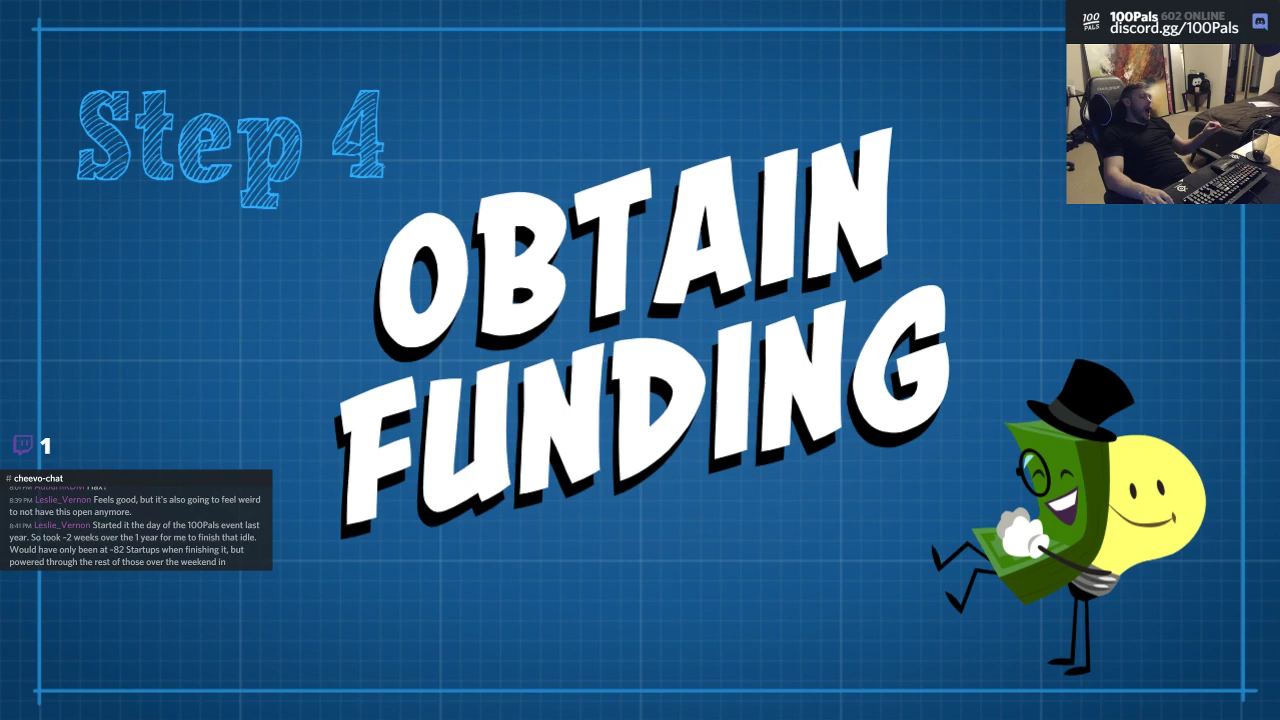 100
PALS
100Pals 602 ONLINE
discord.gg/100Pals
Step 4
OBTAIN
FUNDING
1
# cheevo-chat
8:39 PM Leslie_Vernon Feels good, but it's also going to feel weird
to not have this open anymore.
8:41 PM Leslie_Vernon Started it the day of the 100Pals event last
year. So took ~2 weeks over the 1 year for me to finish that idle.
Would have only been at ~82 Startups when finishing it, but
powered through the rest of those over the weekend in